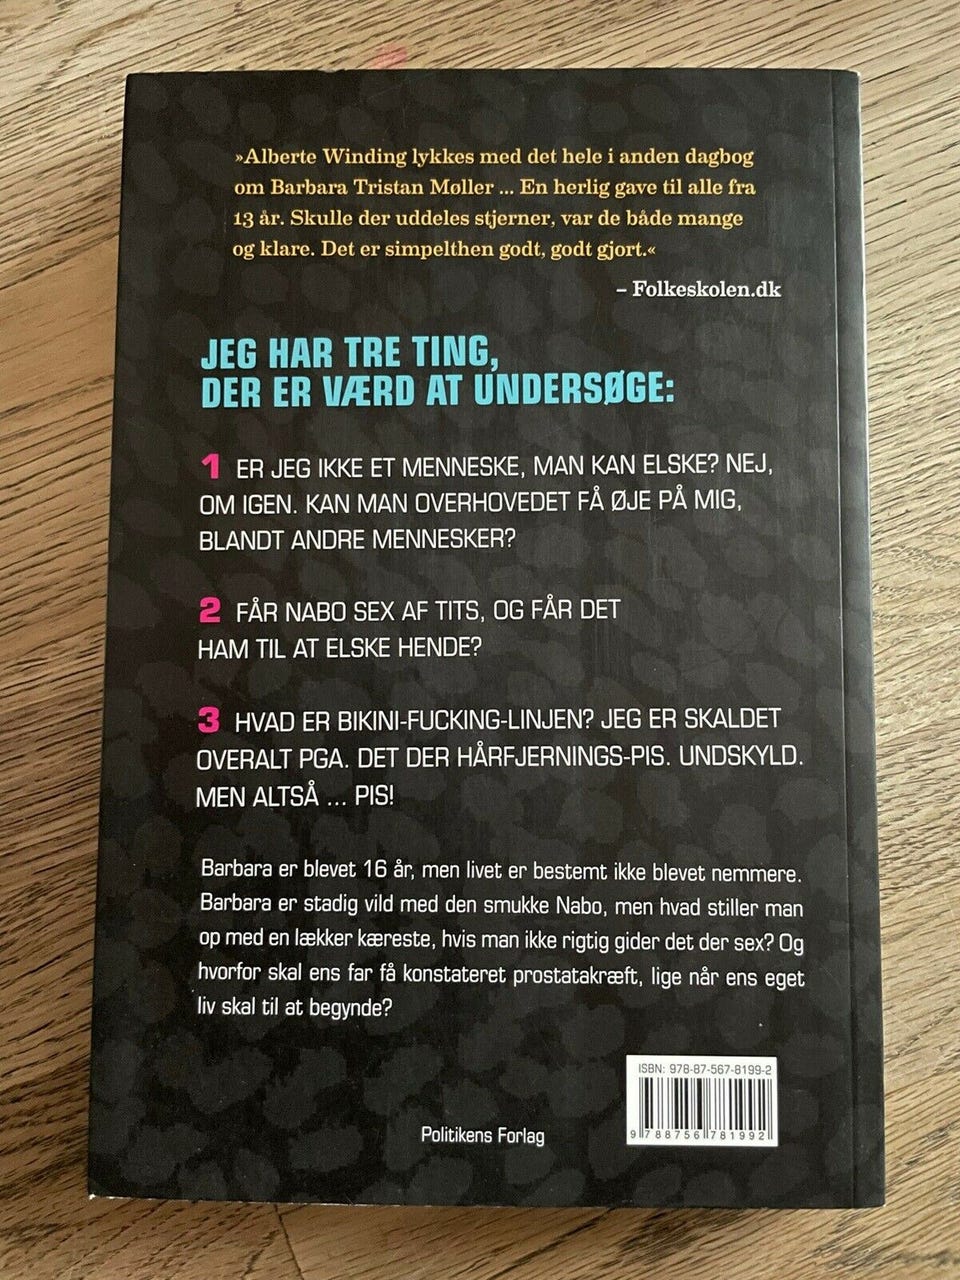 »Alberte Winding lykkes med det hele i anden dagbog
om Barbara Tristan Møller ... En herlig gave til alle fra
13 år. Skulle der uddeles stjerner, var de både mange
og klare. Det er simpelthen godt, godt gjort.«
– Folkeskolen.dk
JEG HAR TRE TING,
DER ER VÆRD AT UNDERSØGE:
1 ER JEG IKKE ET MENNESKE, MAN KAN ELSKE? NEJ,
OM IGEN. KAN MAN OVERHOVEDET FÅ ØJE PÅ MIG,
BLANDT ANDRE MENNESKER?
2 FÅR NABO SEX AF TITS, OG FÅR DET
HAM TIL AT ELSKE HENDE?
3 HVAD ER BIKINI-FUCKING-LINJEN? JEG ER SKALDET
OVERALT PGA. DET DER HÅRFJERNINGS-PIS. UNDSKYLD.
MEN ALTSÅ ... PIS!
Barbara er blevet 16 år, men livet er bestemt ikke blevet nemmere.
Barbara er stadig vild med den smukke Nabo, men hvad stiller man
op med en lækker kæreste, hvis man ikke rigtig gider det der sex? Og
hvorfor skal ens far få konstateret prostatakræft, lige når ens eget
liv skal til at begynde?
ISBN: 978-87-567-8199-2
9 788756 781992
Politikens Forlag